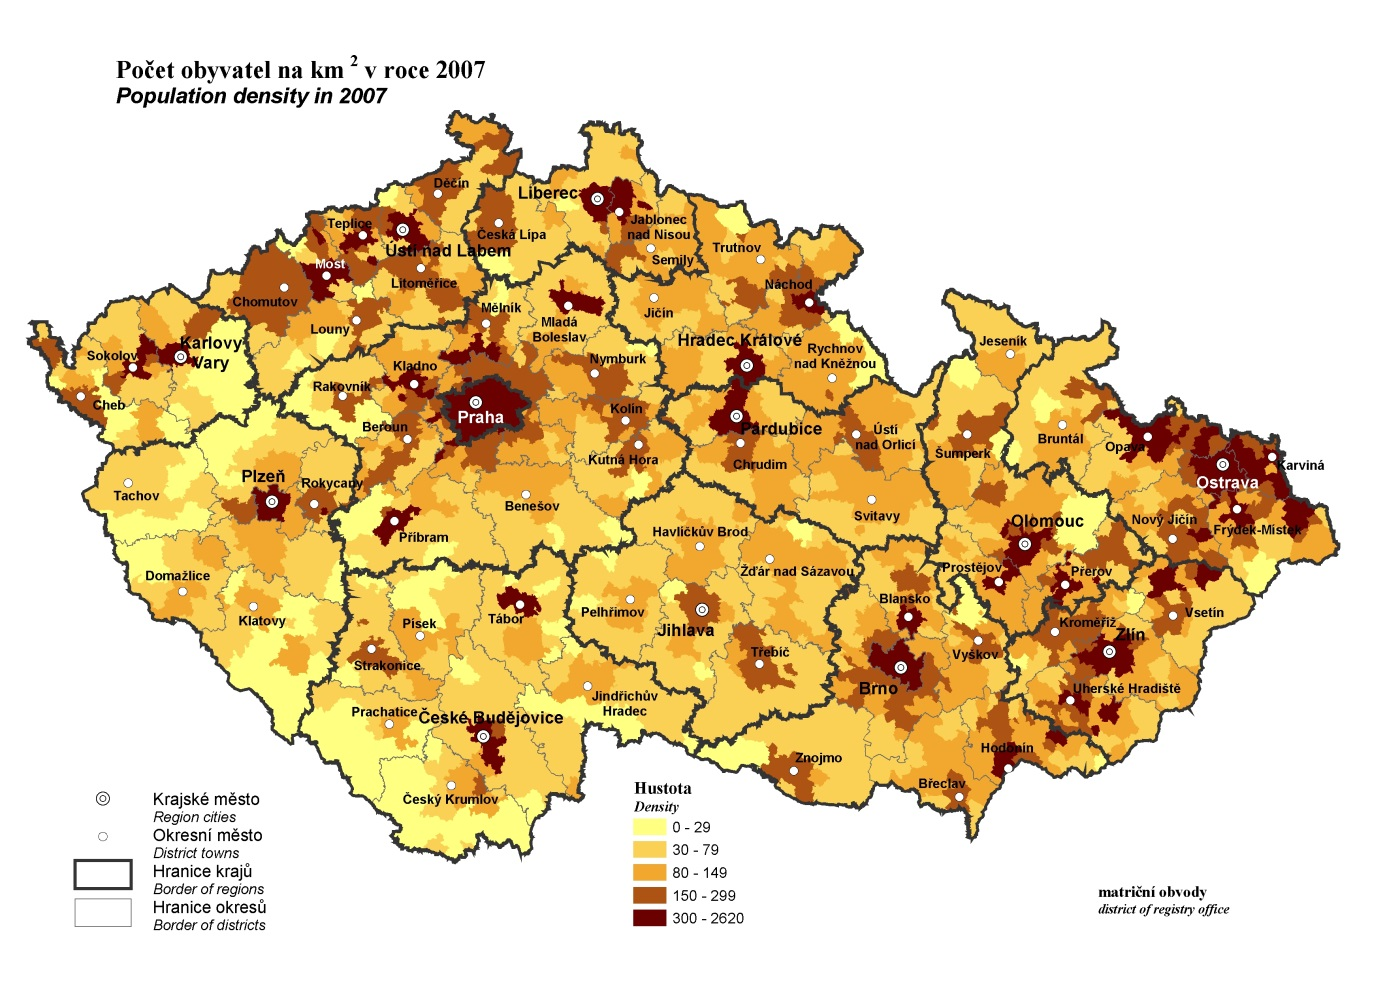 Počet obyvatel na km 2 v roce 2007
Population density in 2007
Děčín
Liberec
Teplice
Jablonec
nad Nisou
Česká Lípa
Ústí nad Labem
Trutnov
Semily
Most
Litoměřice
Náchod
Chomutov
Mělník
Jičín
Mladá
Boleslav
Louny
Jeseník
Karlovy
Vary
Hradec Králové
Rychnov
nad Kněžnou
Sokolov
Kladno
Nymburk
Rakovník
Cheb
Praha
Kolín
Beroun
Pardubice
Ústí
nad Orlicí
Bruntál
Opava
Kutná Hora
Chrudim
Šumperk
Karviná
Plzeň
Rokycany
Ostrava
Tachov
Benešov
Svitavy
Olomouc
Nový Jičín
Frýdek-Místek
Příbram
Havlíčkův Brod
Domažlice
Žďár nad Sázavou
Prostějov
Přerov
Klatovy
Tábor
Pelhřimov
Blansko
Vsetín
Písek
Jihlava
Kroměříž
Zlín
Strakonice
Třebíč
Vyškov
Brno
Uherské Hradiště
Jindřichův
Hradec
Prachatice
České Budějovice
Hodonín
Znojmo
Břeclav
Český Krumlov
Krajské město
Region cities
Okresní město
District towns
Hranice krajů
Border of regions
Hranice okresů
Border of districts
Hustota
Density
0 - 29
30 - 79
80 - 149
150 - 299
300 - 2620
matriční obvody
district of registry office